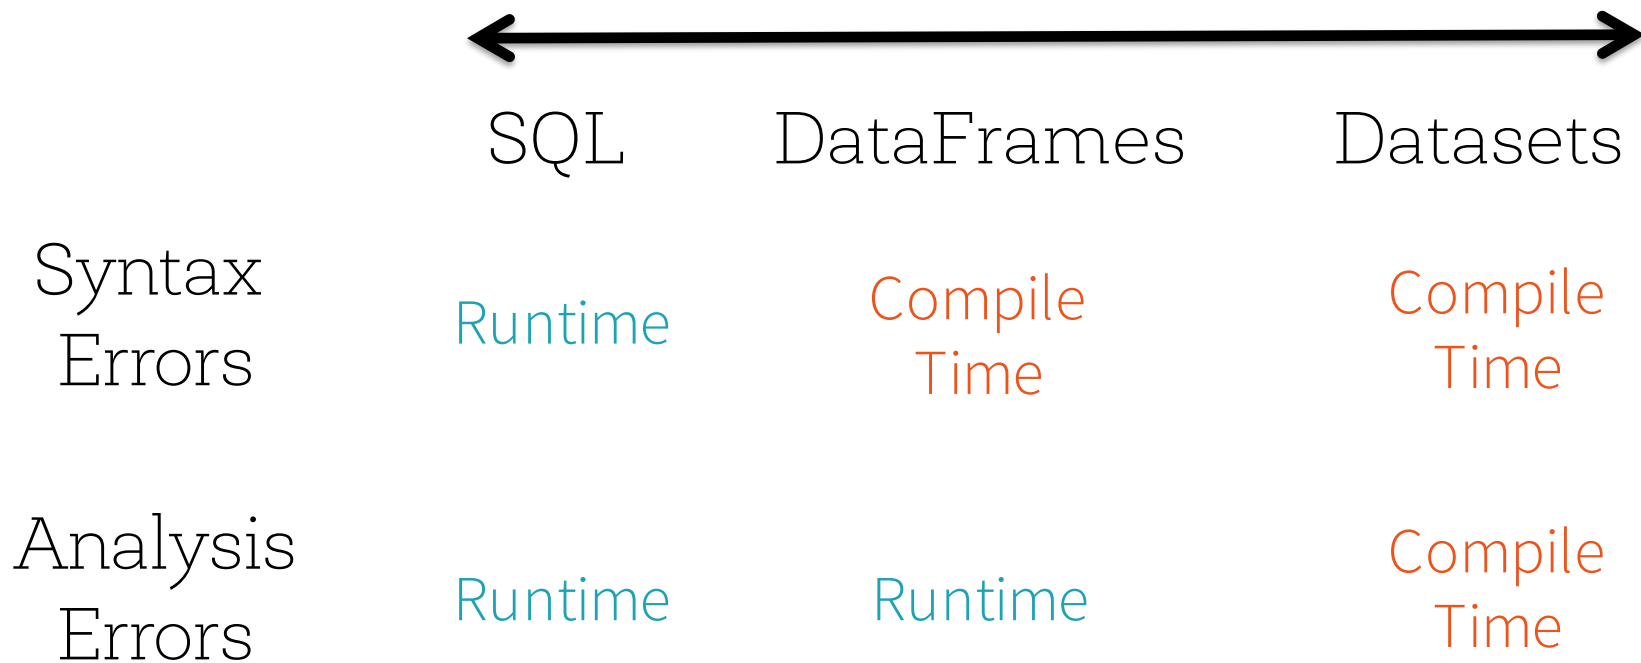 SQL DataFrames Datasets
Syntax
Errors
Runtime
Compile
Time
Compile
Time
Analysis
Errors
Runtime
Runtime
Compile
Time